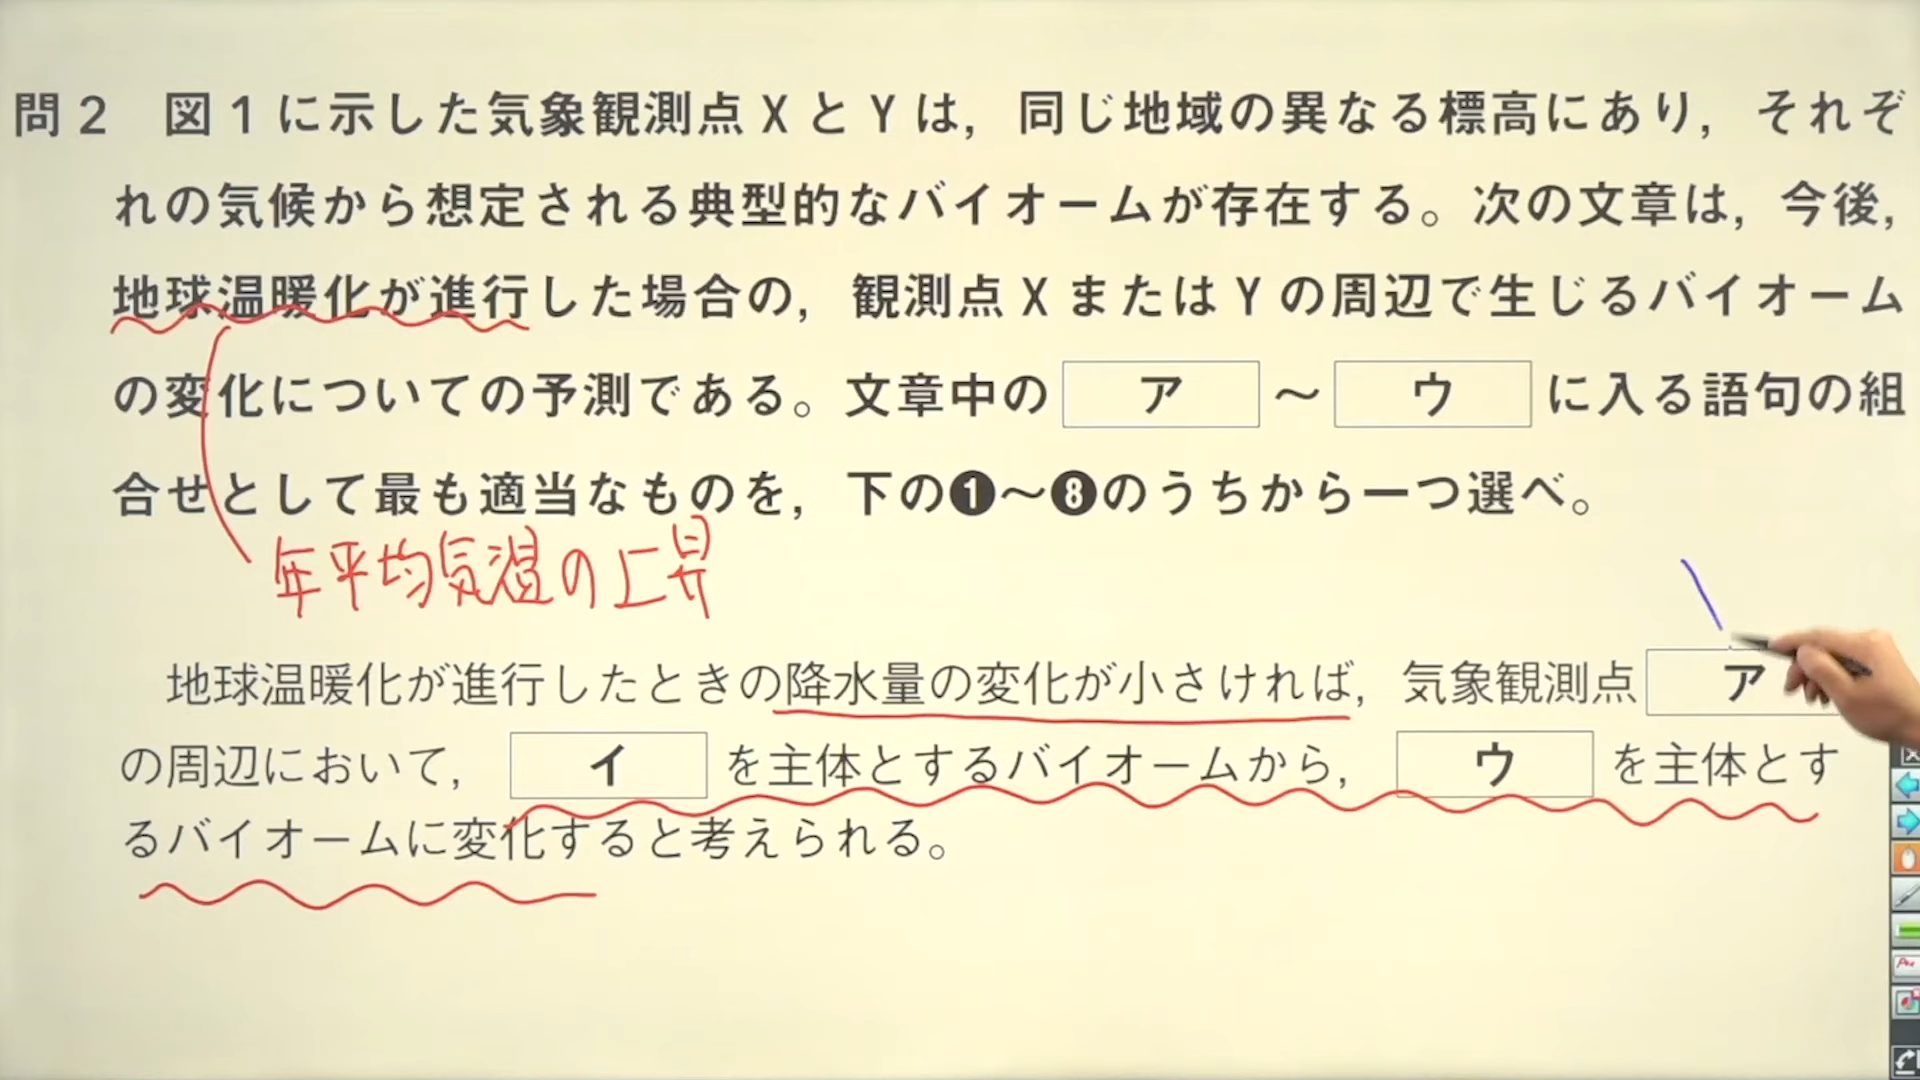 問2 図1に示した気象観測点XとYは，同じ地域の異なる標高にあり，それぞ
れの気候から想定される典型的なバイオームが存在する。次の文章は，今後，
地球温暖化が進行した場合の，観測点XまたはYの周辺で生じるバイオーム
の変化についての予測である。文章中の ア ～ ウ に入る語句の組
合せとして最も適当なものを，下の❶～❽のうちから一つ選べ。
年平均気温の上昇
地球温暖化が進行したときの降水量の変化が小さければ，気象観測点 ア
の周辺において， イ を主体とするバイオームから， ウ を主体とす
るバイオームに変化すると考えられる。